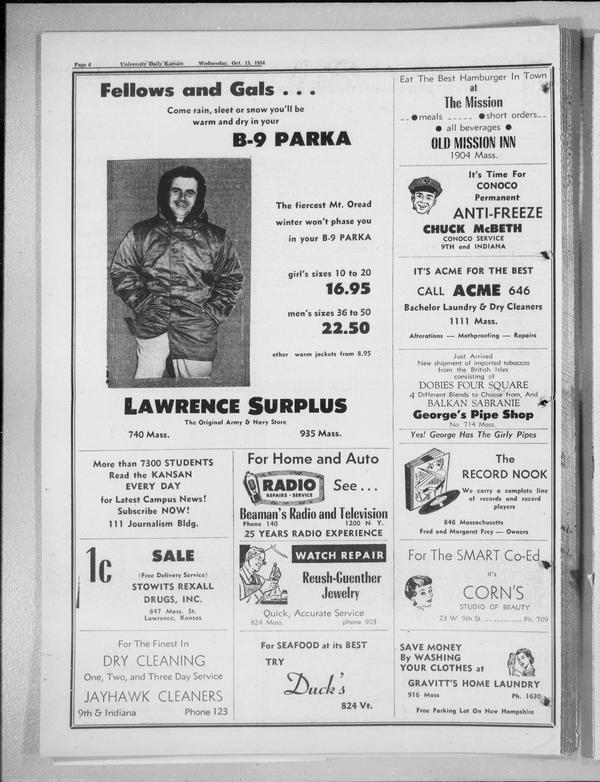 Page 6 University Daily Kansan Wednesday, Oct. 13, 1954
Fellows and Gals . . .
Come rain, sleet or snow you'll be
warm and dry in your
B-9 PARKA
The fiercest Mt. Oread
winter won't phase you
in your B-9 PARKA
girl's sizes 10 to 20
16.95
men's sizes 36 to 50
22.50
other warm jackets from 8.95
LAWRENCE SURPLUS
The Original Army & Navy Store
740 Mass. 935 Mass.
More than 7300 STUDENTS
Read the KANSAN
EVERY DAY
for Latest Campus News!
Subscribe NOW!
111 Journalism Bldg.
1c SALE
(Free Delivery Service)
STOWITS REXALL
DRUGS, INC.
847 Mass. St.
Lawrence, Kansas
For The Finest In
DRY CLEANING
One, Two, and Three Day Service
JAYHAWK CLEANERS
9th & Indiana Phone 123
For Home and Auto
RADIO
REPAIRS - SERVICE
See . . .
Beaman's Radio and Television
Phone 140 1200 N. Y.
25 YEARS RADIO EXPERIENCE
WATCH REPAIR
Reush-Guenther
Jewelry
Quick, Accurate Service
824 Mass. phone 903
For SEAFOOD at its BEST
TRY
Duck's
824 Vt.
Eat The Best Hamburger In Town
at
The Mission
-- ● meals ----- ● short orders--
● all beverages ●
OLD MISSION INN
1904 Mass.
It's Time For
CONOCO
Permanent
ANTI-FREEZE
CHUCK McBETH
CONOCO SERVICE
9TH and INDIANA
IT'S ACME FOR THE BEST
CALL ACME 646
Bachelor Laundry & Dry Cleaners
1111 Mass.
Alterations — Mothproofing — Repairs
Just Arrived
New shipment of imported tobaccos
from the British Isles
consisting of
DOBIES FOUR SQUARE
4 Different Blends to Choose from, And
BALKAN SABRANIE
George's Pipe Shop
No. 714 Mass.
Yes! George Has The Girly Pipes
The
RECORD NOOK
We carry a complete line
of records and record
players
846 Massachusetts
Fred and Margaret Frey — Owners
For The SMART Co-Ed
it's
CORN'S
STUDIO OF BEAUTY
23 W. 9th St. ---------- Ph. 709
SAVE MONEY
By WASHING
YOUR CLOTHES at
GRAVITT'S HOME LAUNDRY
916 Mass Ph. 1630
Free Parking Lot On New Hampshire